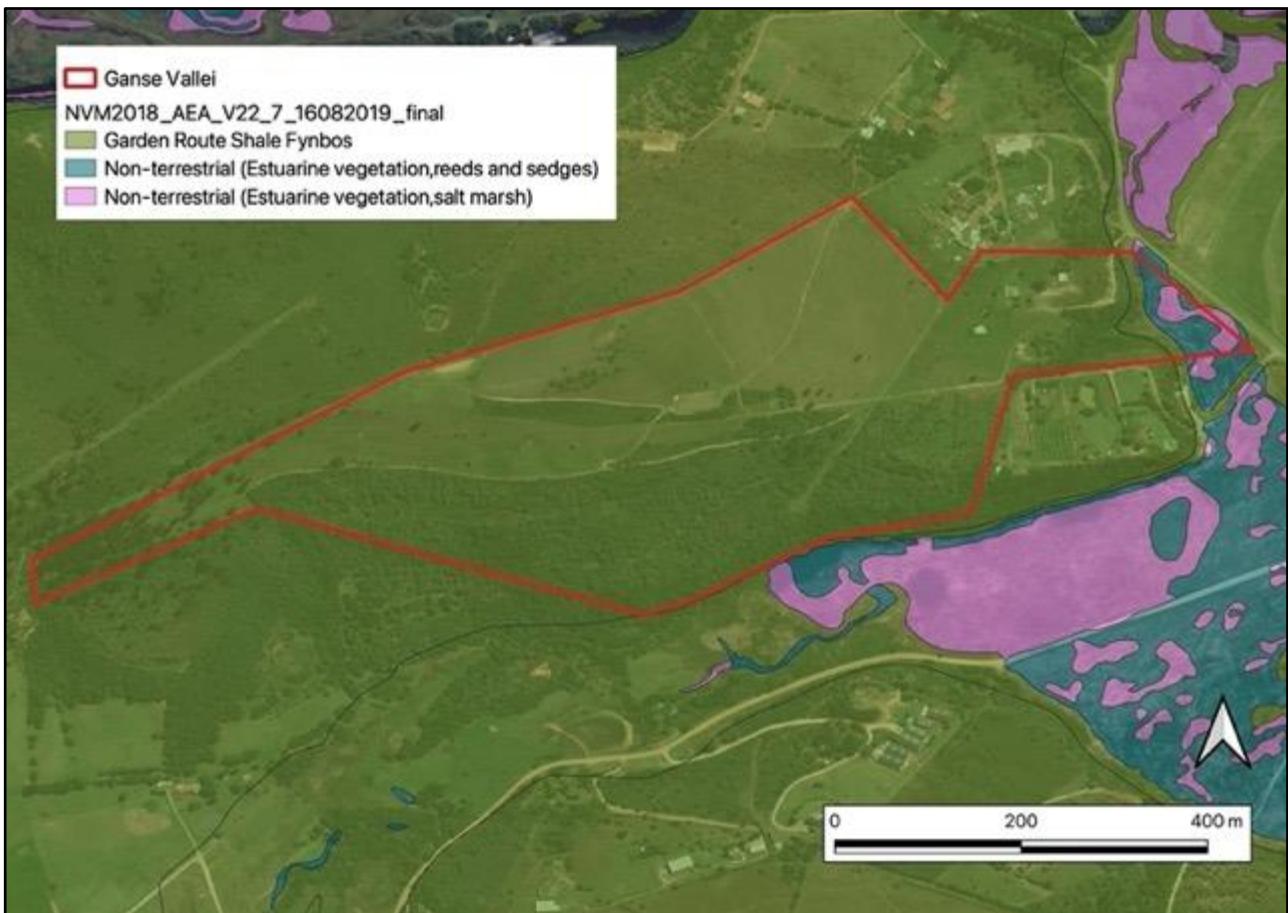 Ganse Vallei
NVM2018_AEA_V22_7_16082019_final
Garden Route Shale Fynbos
Non-terrestrial (Estuarine vegetation,reeds and sedges)
Non-terrestrial (Estuarine vegetation,salt marsh)
0 200 400 m